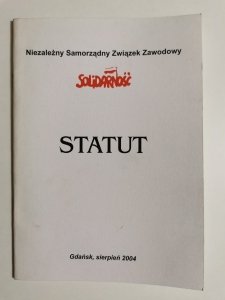 Niezależny Samorządny Związek Zawodowy
SOLIDARNOŚĆ
STATUT
Gdańsk, sierpień 2004